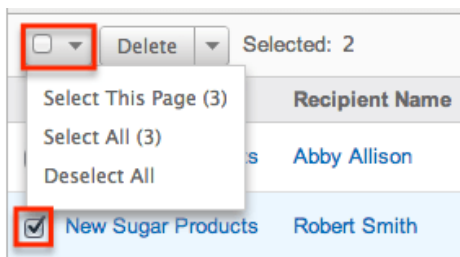 Delete Selected: 2
Select This Page (3)
Recipient Name
Select All (3)
s Abby Allison
Deselect All
New Sugar Products Robert Smith